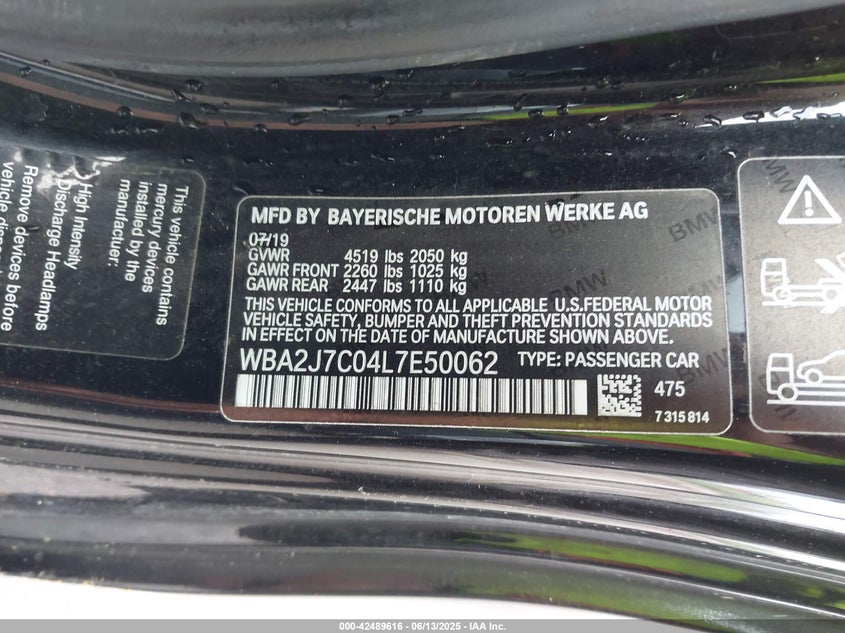 This vehicle contains
mercury devices
installed by the
manufacturer:
High Intensity
Discharge Headlamps
Remove devices before
MFD BY BAYERISCHE MOTOREN WERKE AG
07/19
GVWR 4519 lbs 2050 kg
GAWR FRONT 2260 lbs 1025 kg
GAWR REAR 2447 lbs 1110 kg
THIS VEHICLE CONFORMS TO ALL APPLICABLE U.S.FEDERAL MOTOR
VEHICLE SAFETY, BUMPER AND THEFT PREVENTION STANDARDS
IN EFFECT ON THE DATE OF MANUFACTURE SHOWN ABOVE.
WBA2J7C04L7E50062 TYPE: PASSENGER CAR
475
7 315 814
BMW
BMW
BMW
000-42489616 - 06/13/2025 - IAA Inc.